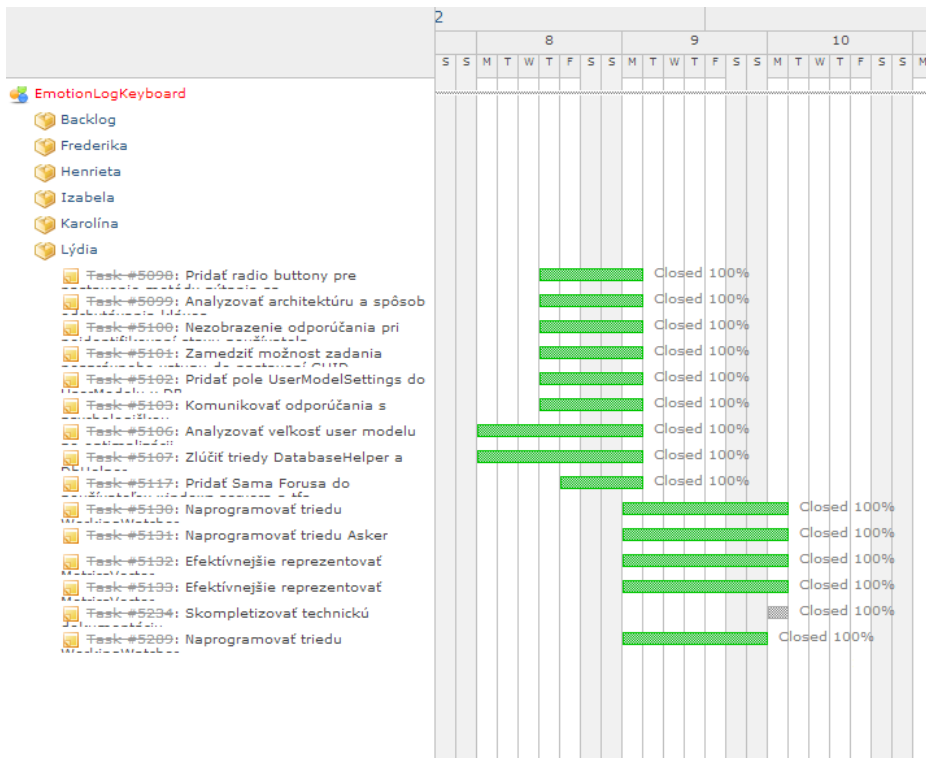 2
8 9 10
S S M T W T F S S M T W T F S S M T W T F S S M
EmotionLogKeyboard
Backlog
Frederika
Henrieta
Izabela
Karolína
Lýdia
Task #5098: Pridať radio buttony pre
Closed 100%
Task #5099: Analyzovať architektúru a spôsob
Closed 100%
Task #5100: Nezobrazenie odporúčania pri
Closed 100%
Task #5101: Zamedziť možnost zadania
Closed 100%
Task #5102: Pridať pole UserModelSettings do
Closed 100%
Task #5103: Komunikovať odporúčania s
Closed 100%
Task #5106: Analyzovať veľkosť user modelu
Closed 100%
Task #5107: Zlúčiť triedy DatabaseHelper a
Closed 100%
Task #5117: Pridať Sama Forusa do
Closed 100%
Task #5130: Naprogramovať triedu
Closed 100%
Task #5131: Naprogramovať triedu Asker
Closed 100%
Task #5132: Efektívnejšie reprezentovať
Closed 100%
Task #5133: Efektívnejšie reprezentovať
Closed 100%
Task #5234: Skompletizovať technickú
Closed 100%
Task #5289: Naprogramovať triedu
Closed 100%